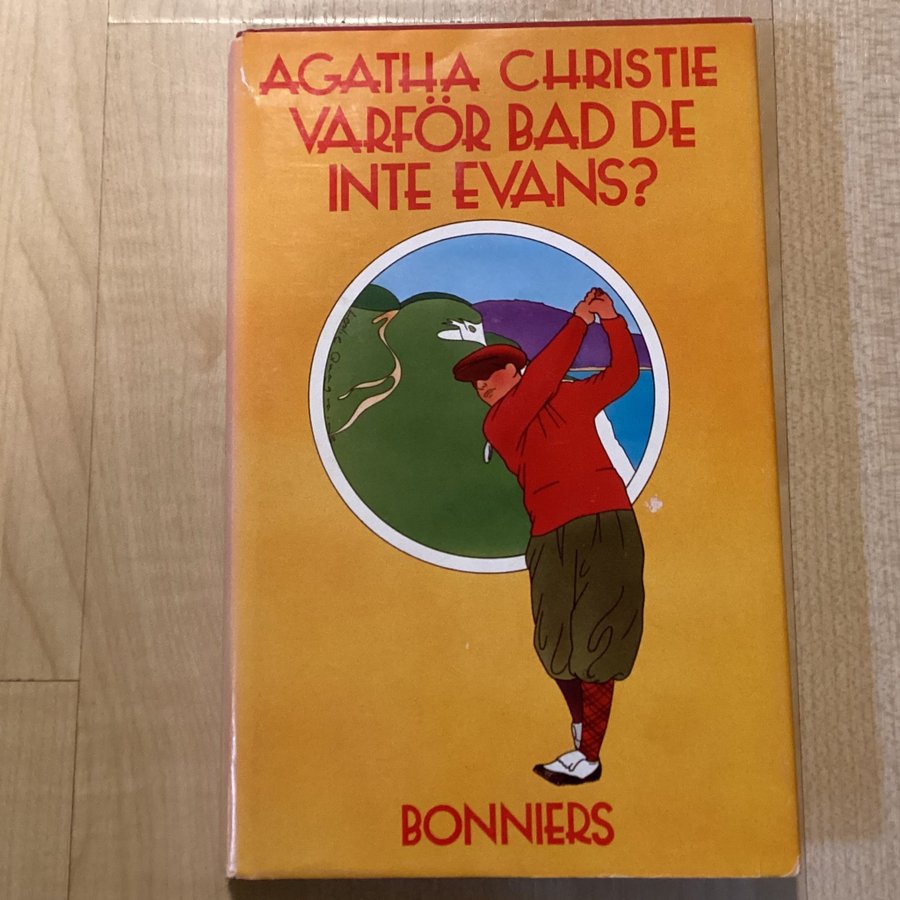 AGATHA CHRISTIE
VARFÖR BAD DE
INTE EVANS?
BONNIERS